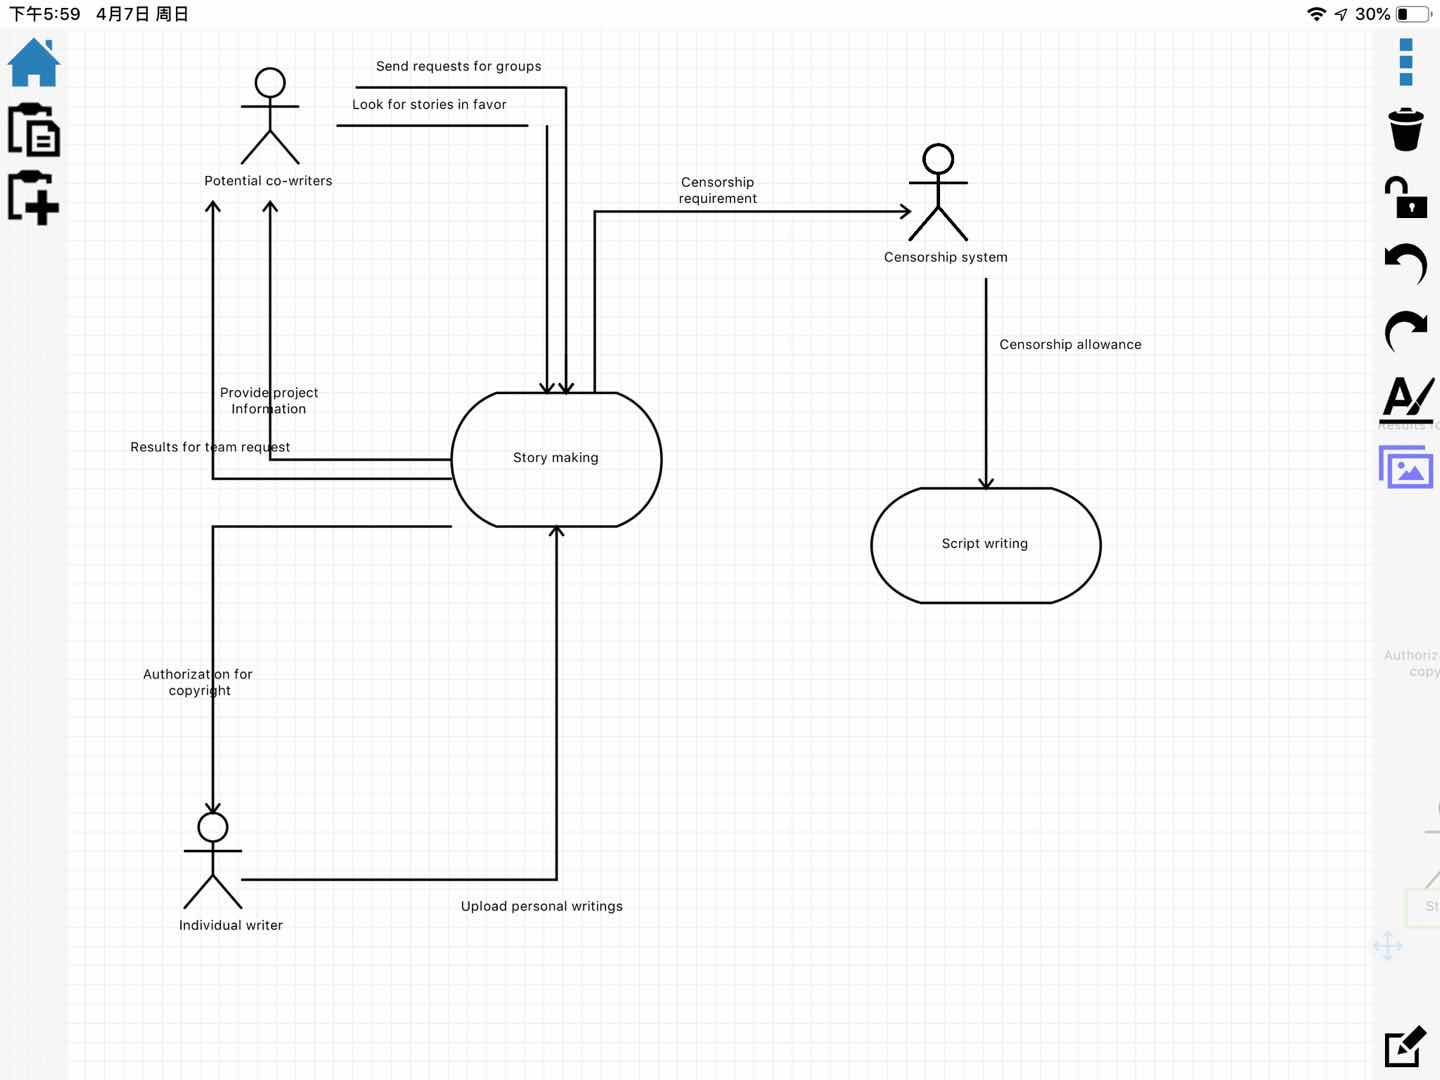 下午5:59 4月7日 周日
30%
Send requests for groups
Look for stories in favor
Potential co-writers
Censorship
requirement
Censorship system
Censorship allowance
Provide project
Information
Results for team request
Story making
Script writing
Authorization for
copyright
Individual writer
Upload personal writings
Results fo
Authoriz
copy
St